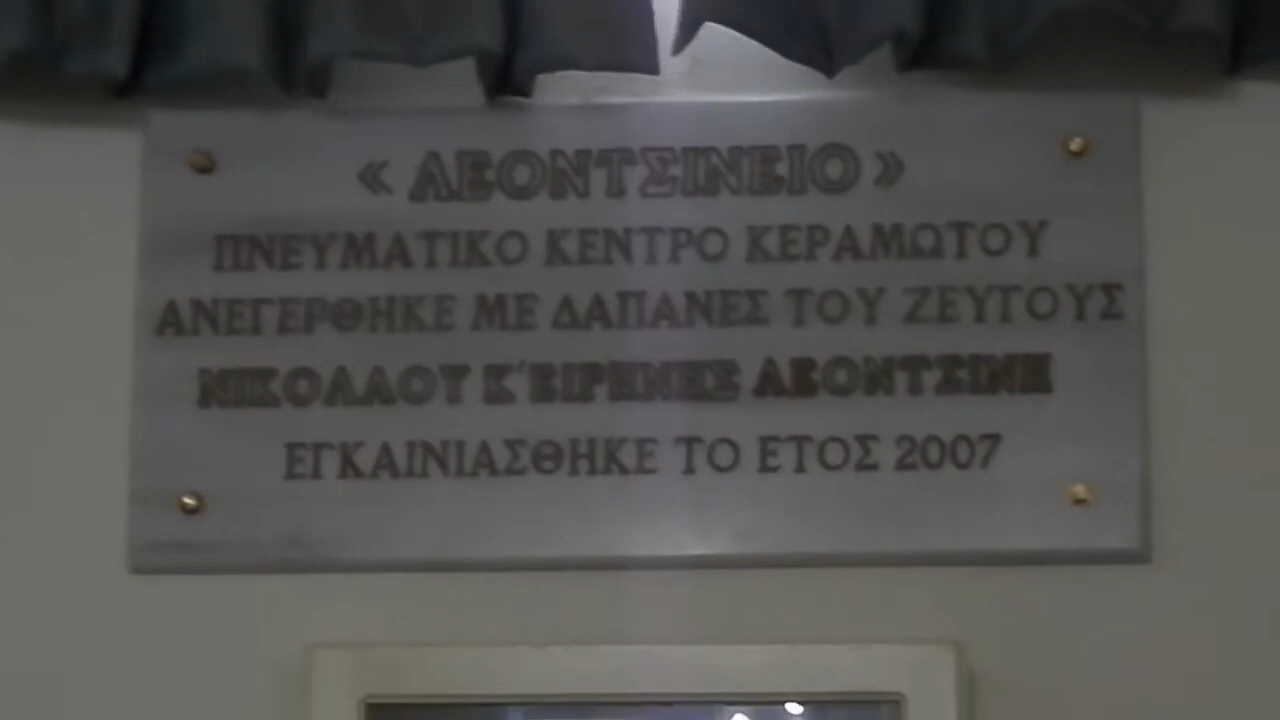 « ΛΕΟΝΤΣΙΝΕΙΟ »
ΠΝΕΥΜΑΤΙΚΟ ΚΕΝΤΡΟ ΚΕΡΑΜΩΤΟΥ
ΑΝΕΓΕΡΘΗΚΕ ΜΕ ΔΑΠΑΝΕΣ ΤΟΥ ΖΕΥΓΟΥΣ
ΝΙΚΟΛΑΟΥ Κ΄ΕΙΡΗΝΗΣ ΛΕΟΝΤΣΙΝΗ
ΕΓΚΑΙΝΙΑΣΘΗΚΕ ΤΟ ΕΤΟΣ 2007